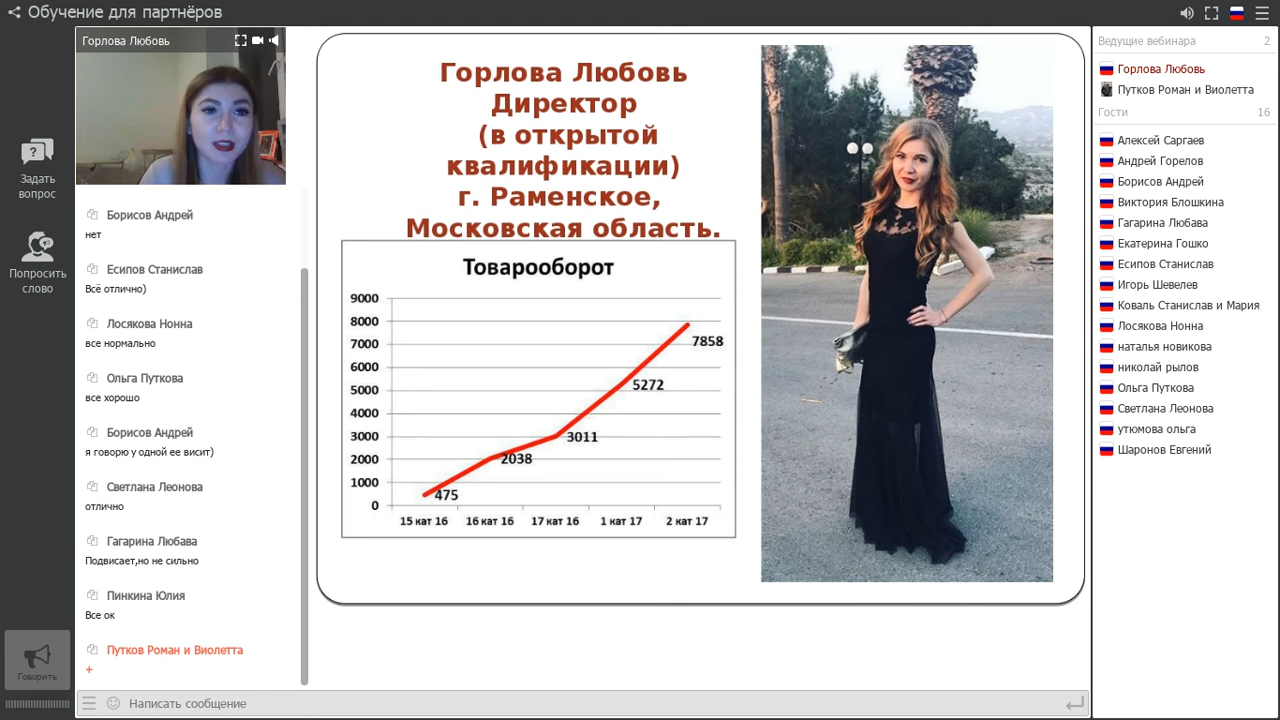 Обучение для партнёров
Горлова Любовь
Задать
вопрос
Попросить
слово
Говорить
Борисов Андрей
нет
Есипов Станислав
Всё отлично)
Лосякова Нонна
все нормально
Ольга Путкова
все хорошо
Борисов Андрей
я говорю у одной ее висит)
Светлана Леонова
отлично
Гагарина Любава
Подвисает,но не сильно
Пинкина Юлия
Все ок
Путков Роман и Виолетта
+
Написать сообщение
Горлова Любовь
Директор
(в открытой
квалификации)
г. Раменское,
Московская область.
Товарооборот
9000
8000
7000
6000
5000
4000
3000
2000
1000
0
475
2038
3011
5272
7858
15 кат 16
16 кат 16
17 кат 16
1 кат 17
2 кат 17
Ведущие вебинара 2
Горлова Любовь
Путков Роман и Виолетта
Гости 16
Алексей Саргаев
Андрей Горелов
Борисов Андрей
Виктория Блошкина
Гагарина Любава
Екатерина Гошко
Есипов Станислав
Игорь Шевелев
Коваль Станислав и Мария
Лосякова Нонна
наталья новикова
николай рылов
Ольга Путкова
Светлана Леонова
утюмова ольга
Шаронов Евгений